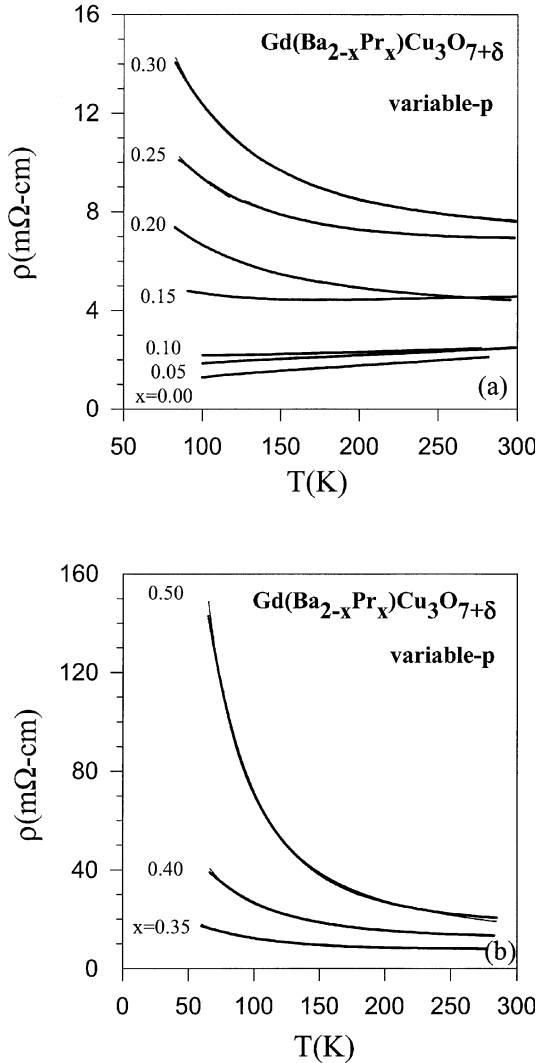 16
12
8
4
0
50
100
150
200
250
300
ρ(mΩ-cm)
T(K)
Gd(Ba2-xPrx)Cu3O7+δ
variable-p
0.30
0.25
0.20
0.15
0.10
0.05
x=0.00
(a)
160
120
80
40
0
0
50
100
150
200
250
300
ρ(mΩ-cm)
T(K)
Gd(Ba2-xPrx)Cu3O7+δ
variable-p
0.50
0.40
x=0.35
(b)